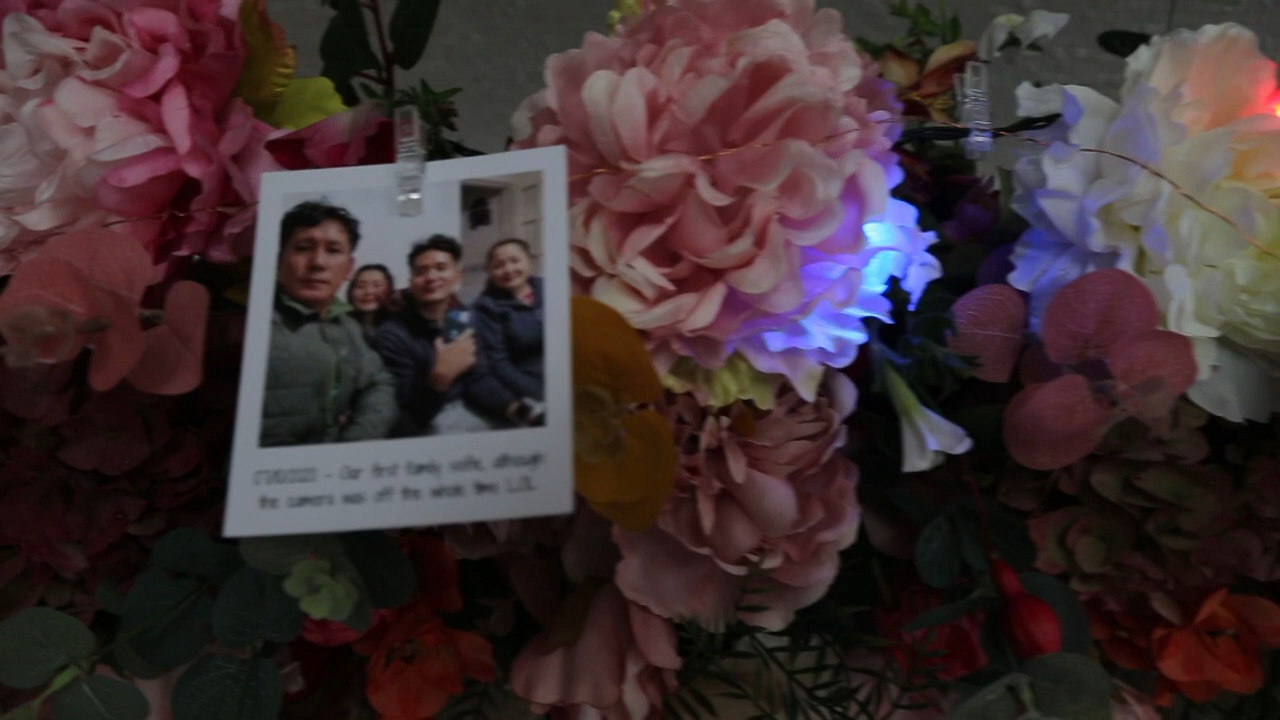 - Our first family selfie, although
the camera was off the whole time LOL